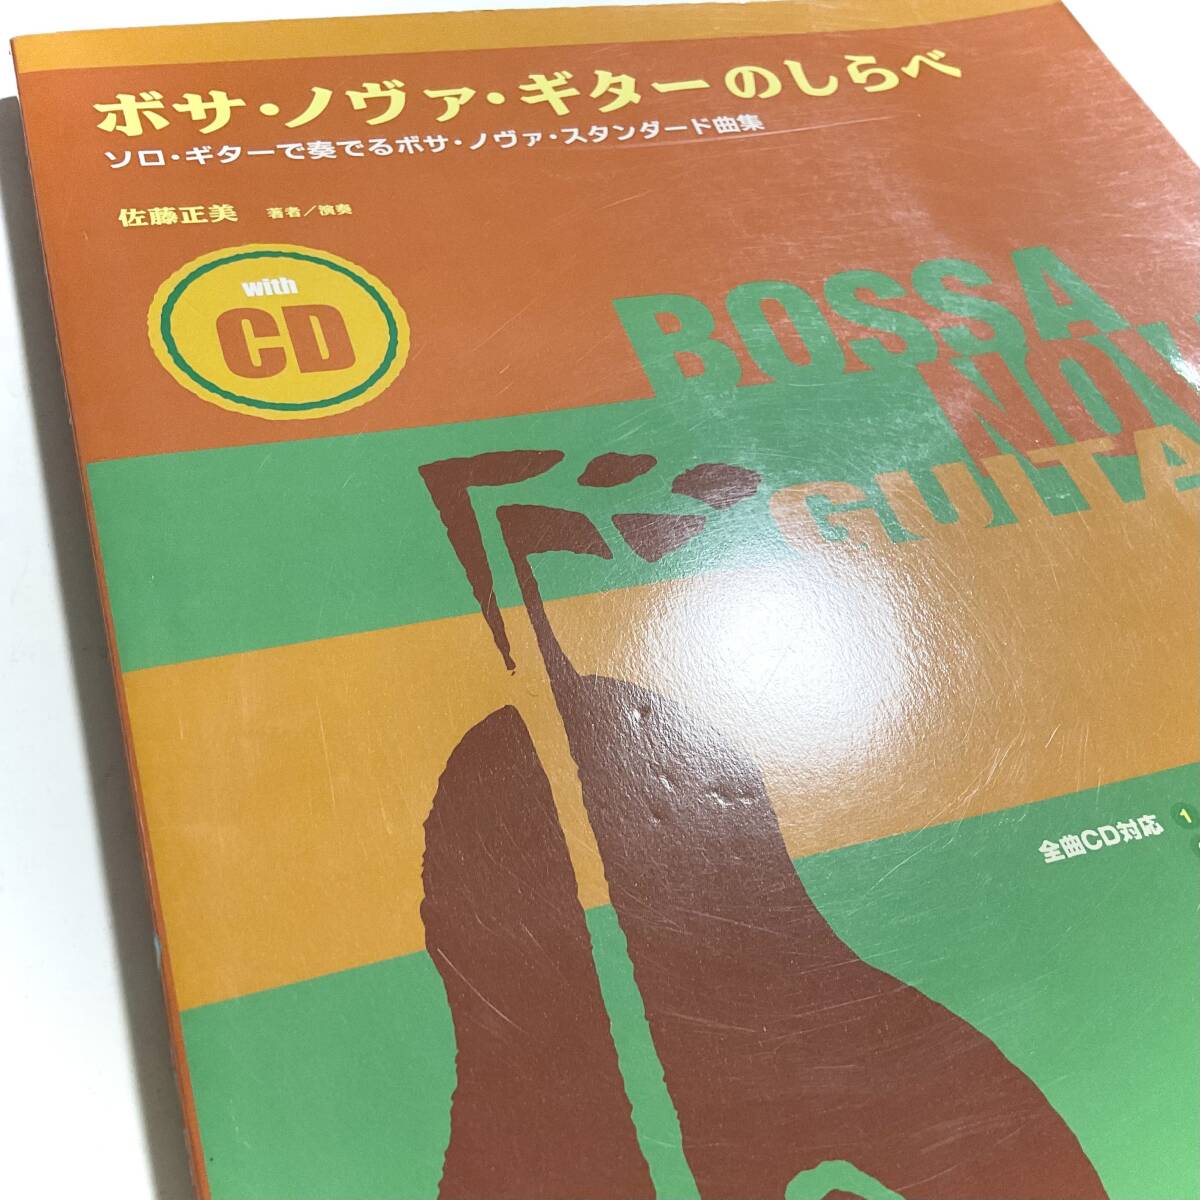 ボサ・ノヴァ・ギターのしらべ
ソロ・ギターで奏でるボサ・ノヴァ・スタンダード曲集
佐藤正美 著者/演奏
with
CD
BOSSA
NOV
GUITA
全曲CD対応 1